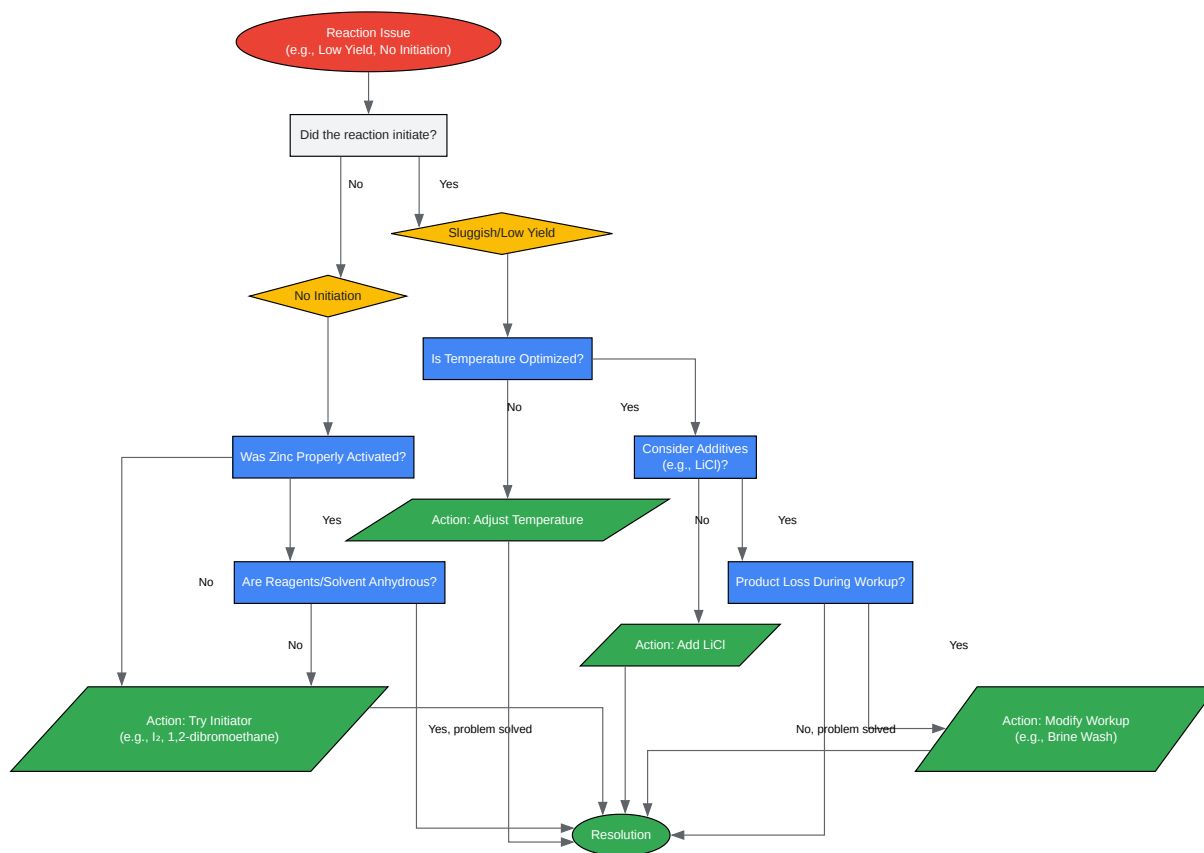 Reaction Issue
(e.g., Low Yield, No Initiation)
Did the reaction initiate?
No
Yes
Sluggish/Low Yield
No Initiation
Is Temperature Optimized?
No
Yes
Was Zinc Properly Activated?
Consider Additives
(e.g., LiCl)?
Yes
Action: Adjust Temperature
No
Yes
No
Are Reagents/Solvent Anhydrous?
Product Loss During Workup?
No
Action: Add LiCl
Yes
Action: Try Initiator
(e.g., I₂, 1,2-dibromoethane)
Yes, problem solved
No, problem solved
Action: Modify Workup
(e.g., Brine Wash)
Resolution